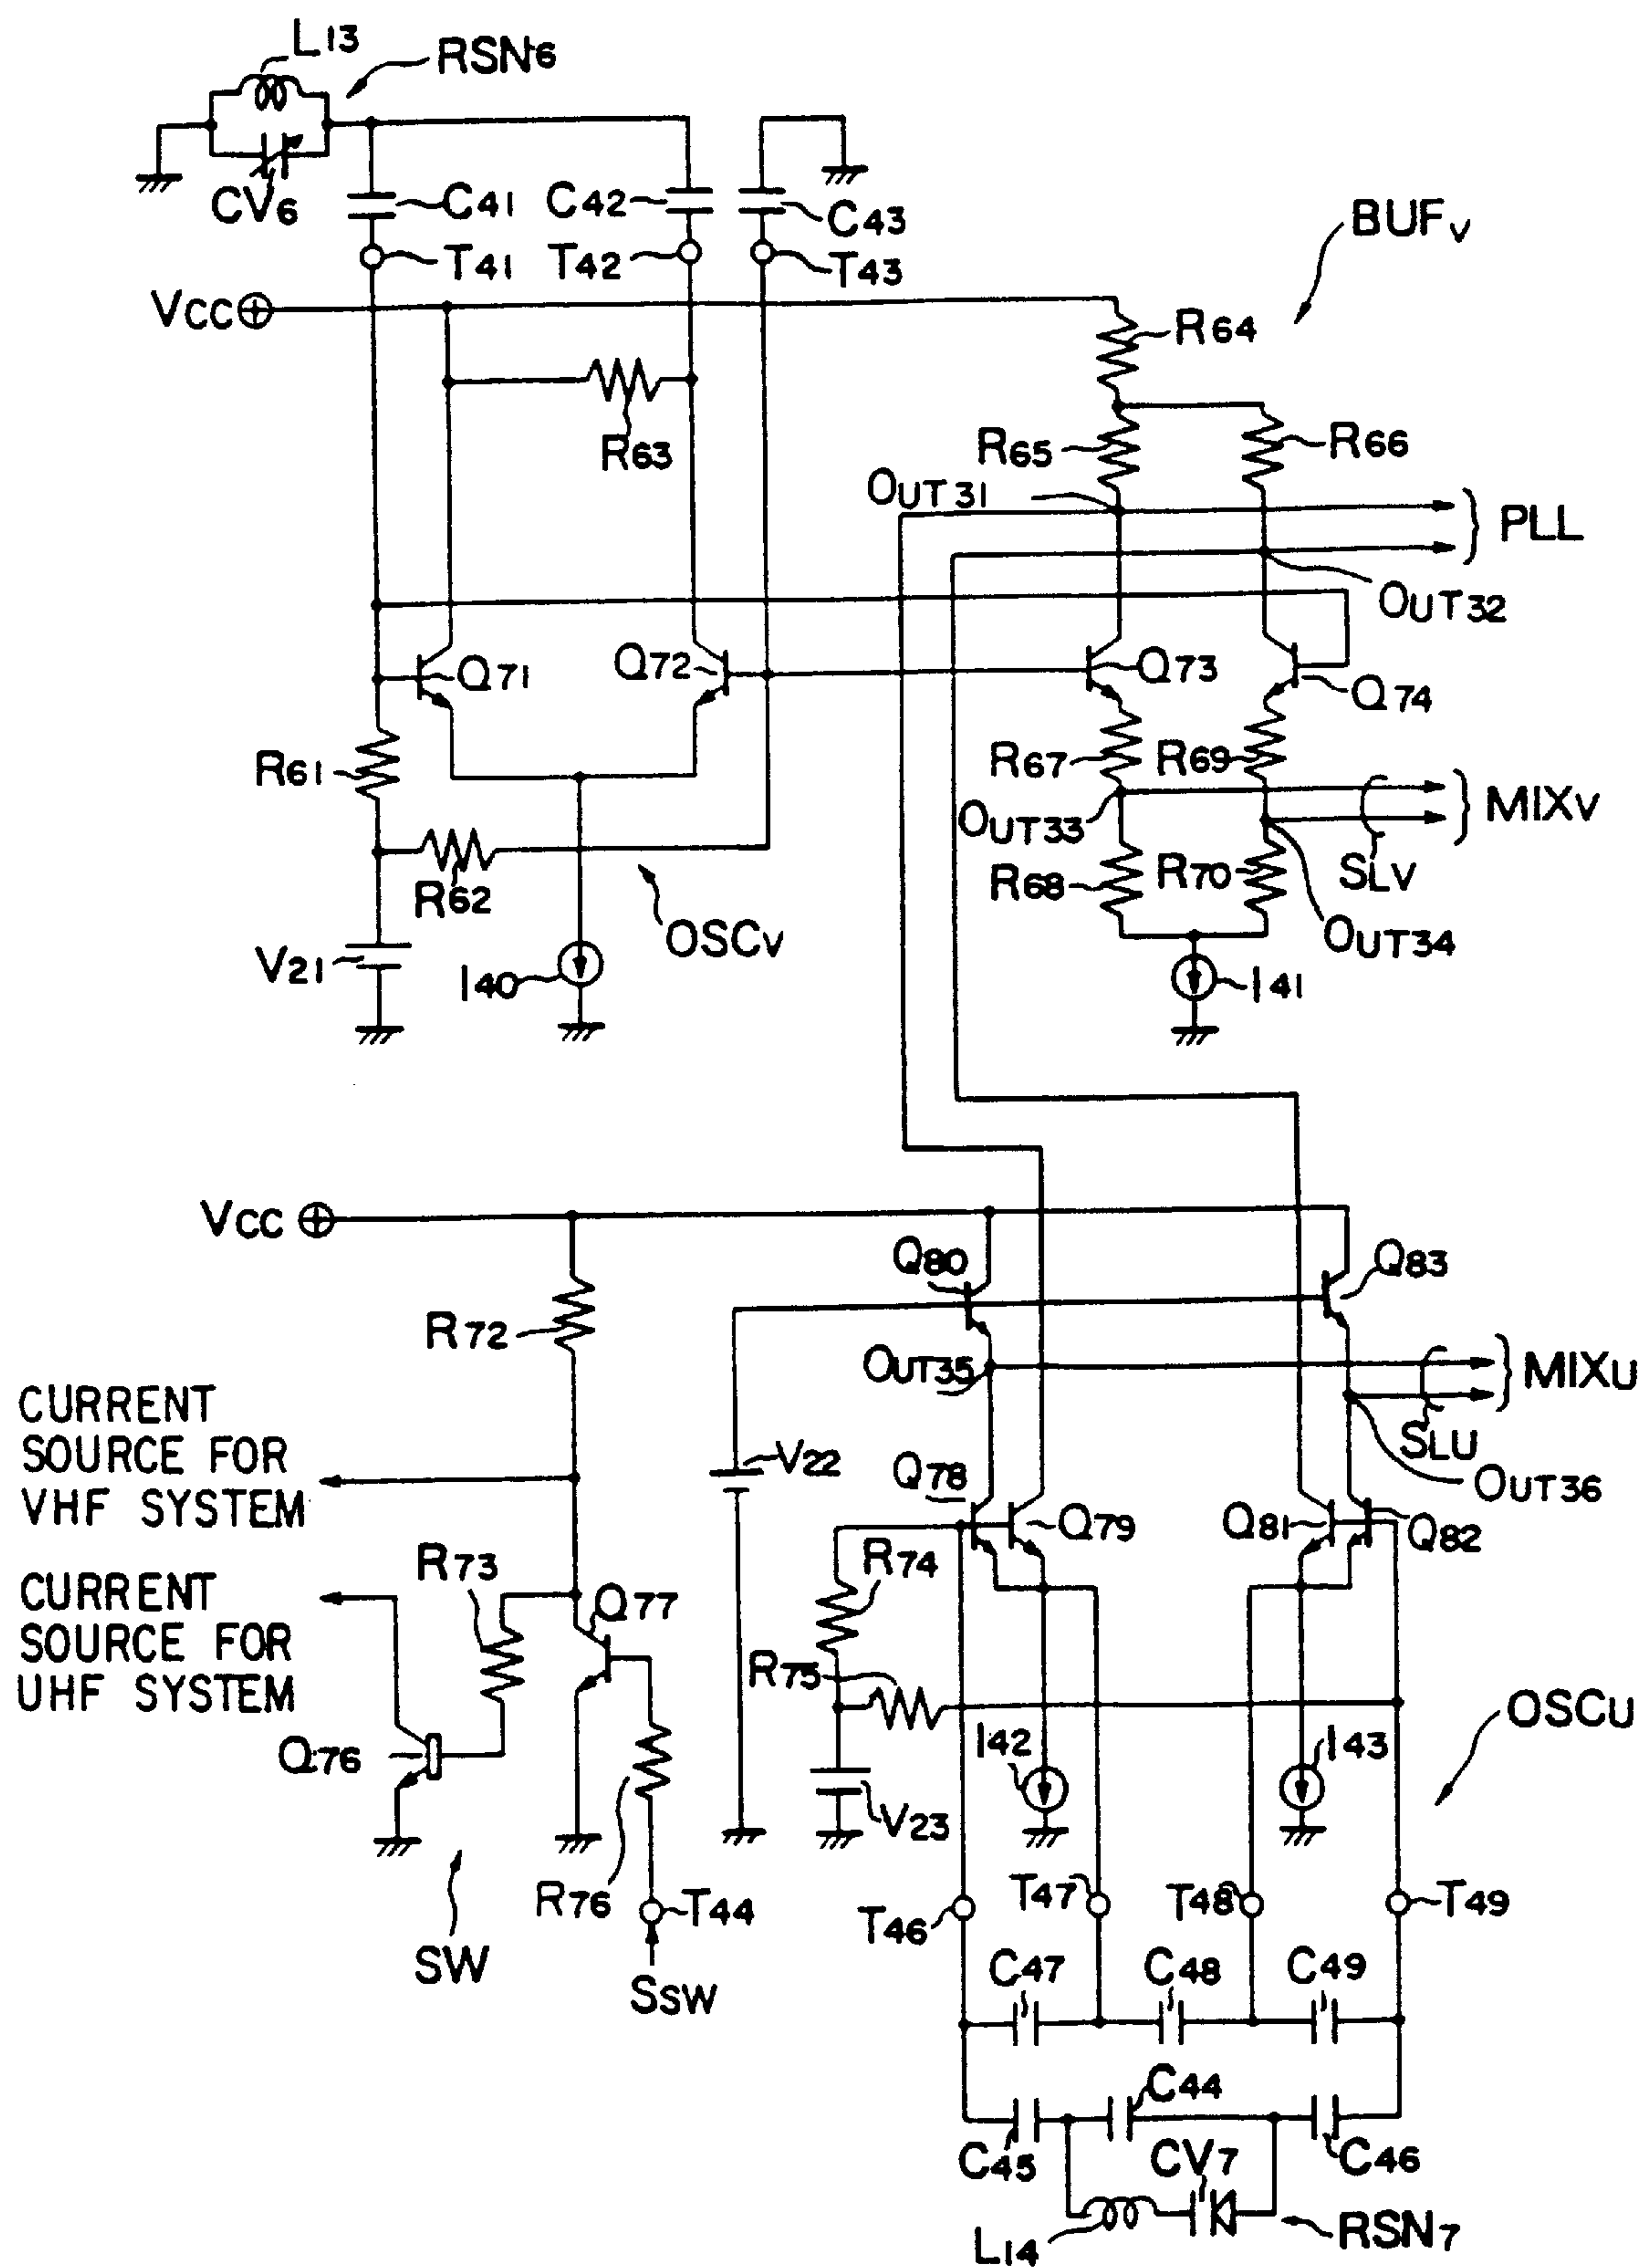 L13
RSN6
CV6
C41
C42
C43
T41
T42
T43
BUFV
VCC
R64
R63
R65
R66
OUT31
PLL
OUT32
Q71
Q72
Q73
Q74
R61
R67
R69
OUT33
MIXV
R62
R68
R70
SLV
OSCV
OUT34
V21
I40
I41
VCC
Q80
Q83
R72
OUT35
MIXU
CURRENT
SOURCE FOR
VHF SYSTEM
V22
SLU
Q78
OUT36
Q79
Q81
Q82
R73
R74
CURRENT
SOURCE FOR
UHF SYSTEM
Q77
R75
OSCU
Q76
I42
I43
V23
R76
T44
T46
T47
T48
T49
SW
SSW
C47
C48
C49
C44
C45
CV7
C46
L14
RSN7